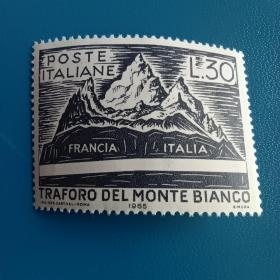 POSTE
ITALIANE
L.30
FRANCIA ITALIA
TRAFORO DEL MONTE BIANCO
1965